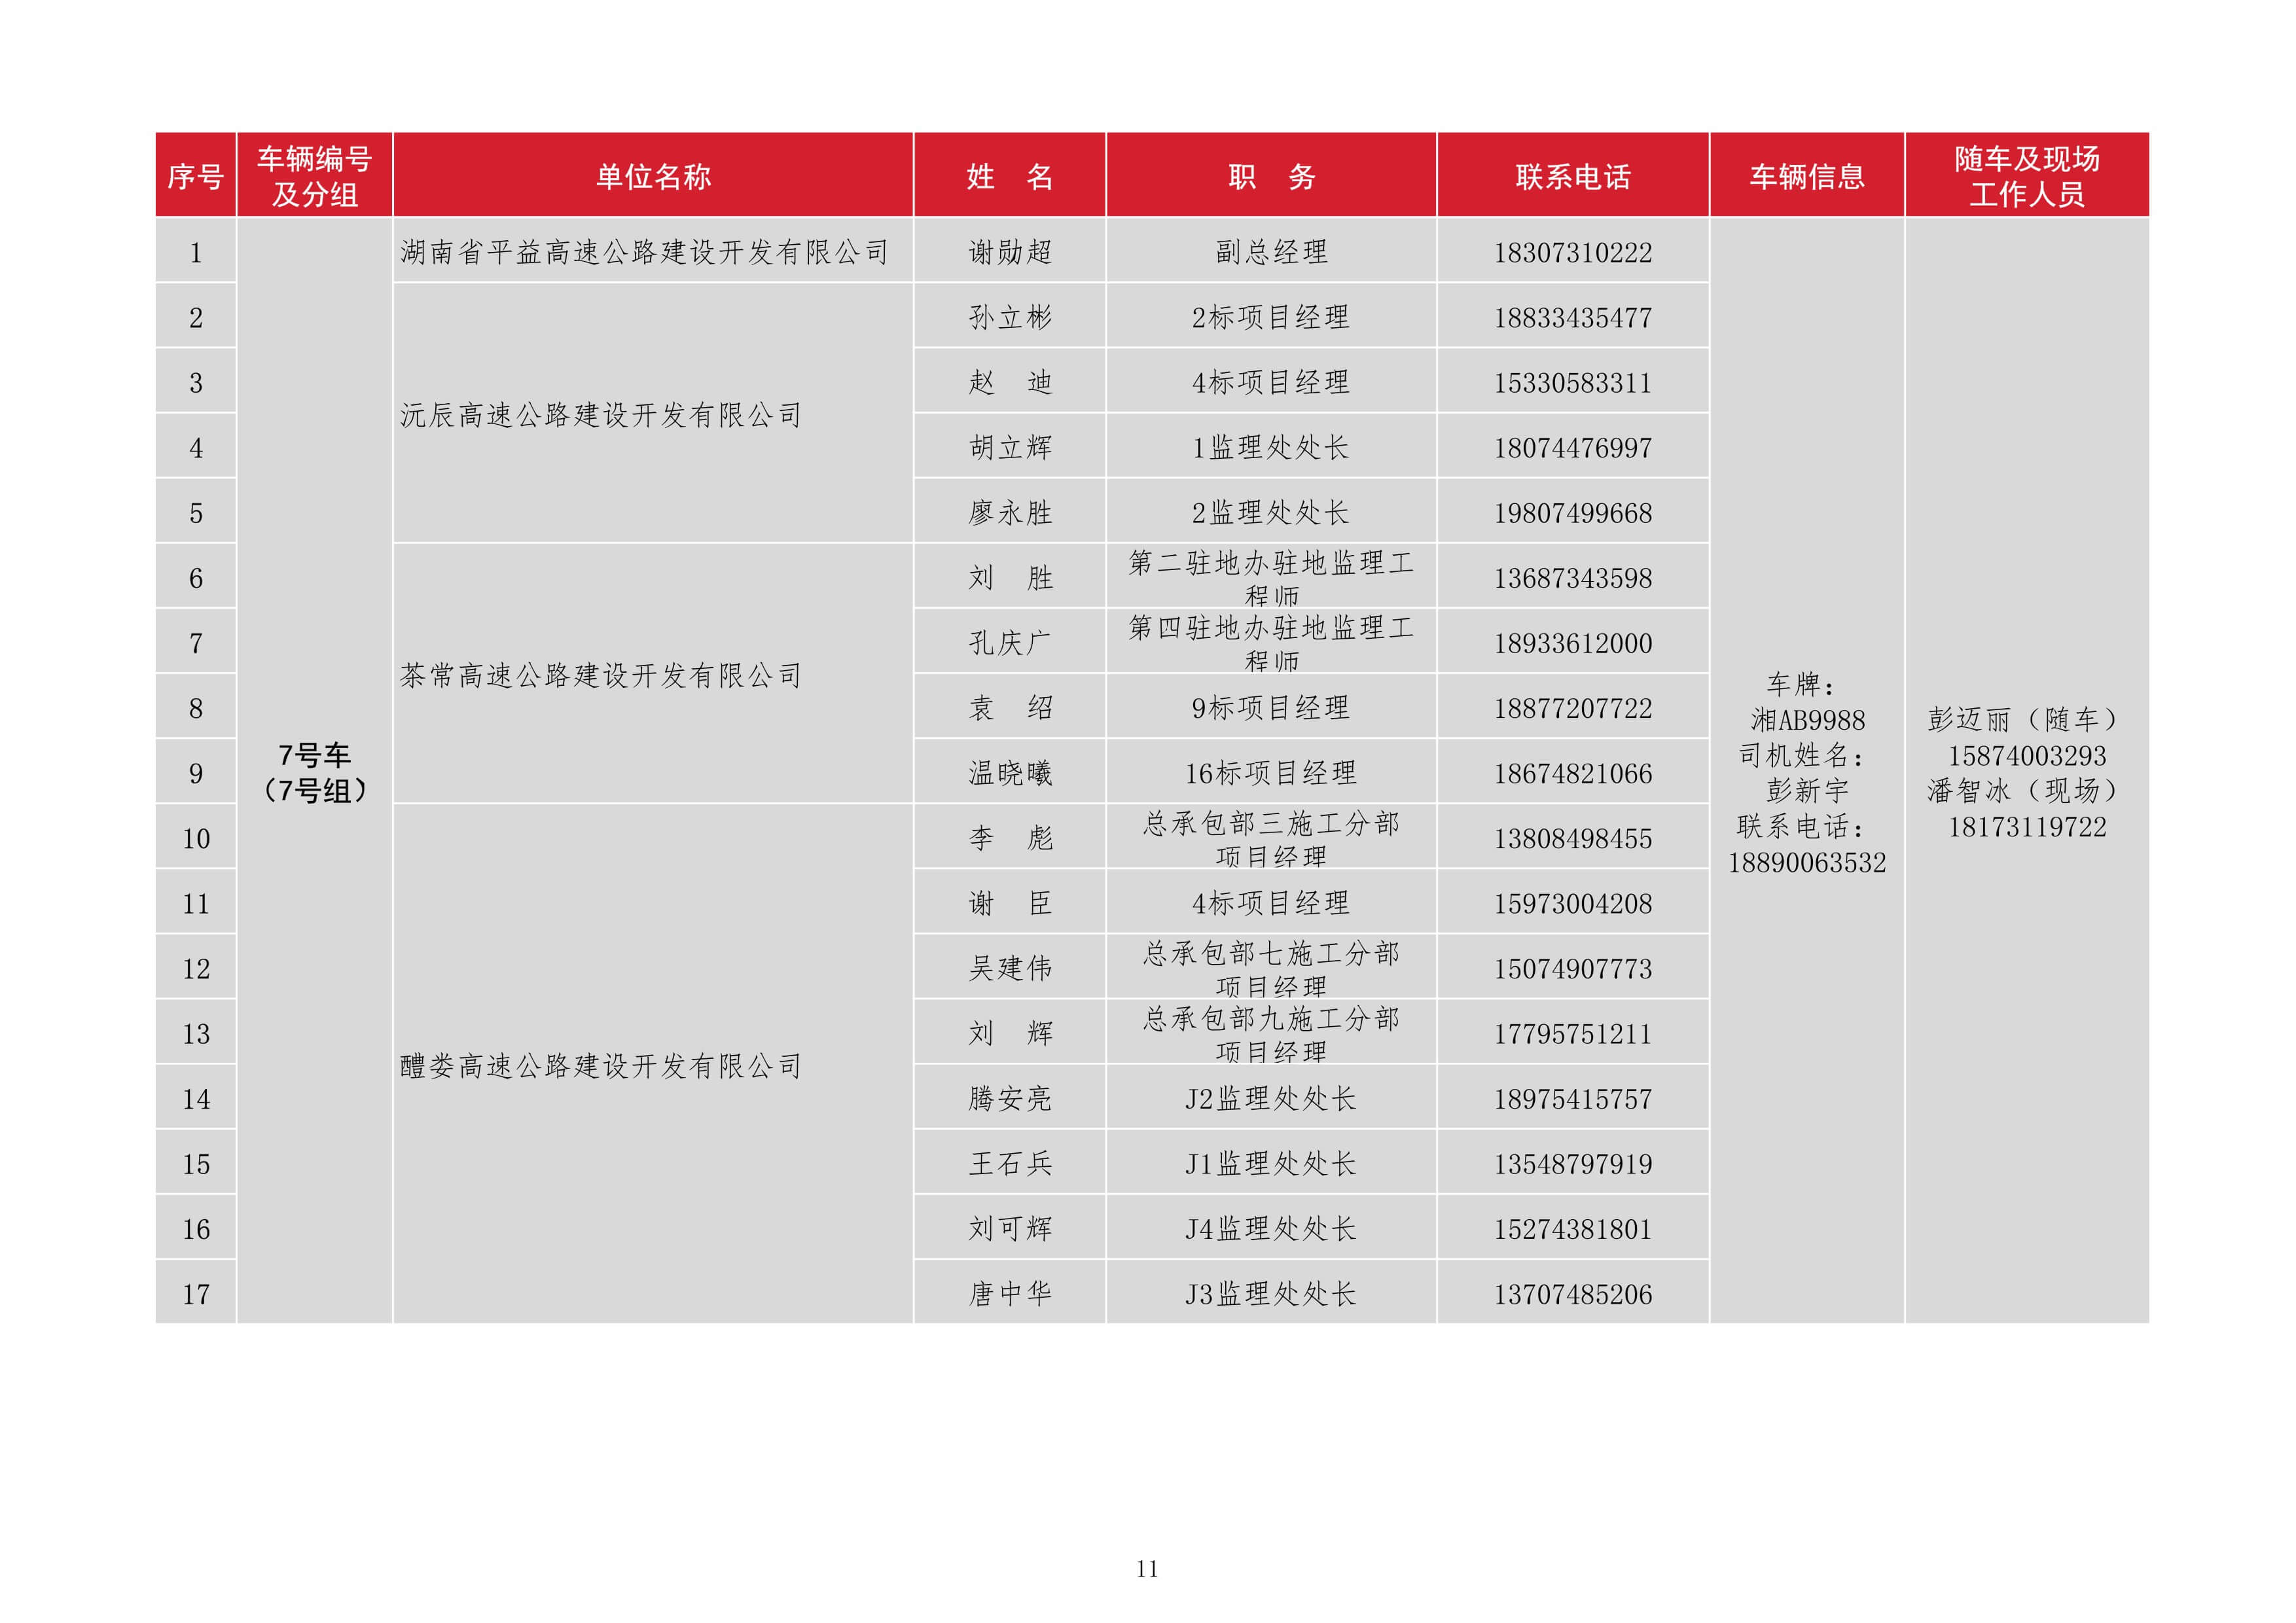 序号 车辆编号及分组 单位名称 姓 名 职 务 联系电话 车辆信息 随车及现场工作人员
1 湖南省平益高速公路建设开发有限公司 谢勋超 副总经理 18307310222
2 沅辰高速公路建设开发有限公司 孙立彬 2标项目经理 18833435477
3 赵 迪 4标项目经理 15330583311
4 胡立辉 1监理处处长 18074476997
5 廖永胜 2监理处处长 19807499668
6 茶常高速公路建设开发有限公司 刘 胜 第二驻地办驻地监理工程师 13687343598
7 孔庆广 第四驻地办驻地监理工程师 18933612000
8 袁 绍 9标项目经理 18877207722
9 温晓曦 16标项目经理 18674821066
7号车
（7号组）
10 醴娄高速公路建设开发有限公司 李 彪 总承包部三施工分部项目经理 13808498455
11 谢 臣 4标项目经理 15973004208
12 吴建伟 总承包部七施工分部项目经理 15074907773
13 刘 辉 总承包部九施工分部项目经理 17795751211
14 腾安亮 J2监理处处长 18975415757
15 王石兵 J1监理处处长 13548797919
16 刘可辉 J4监理处处长 15274381801
17 唐中华 J3监理处处长 13707485206
车牌：
湘AB9988
司机姓名：
彭新宇
联系电话：
18890063532
彭迈丽（随车）
15874003293
潘智冰（现场）
18173119722
11